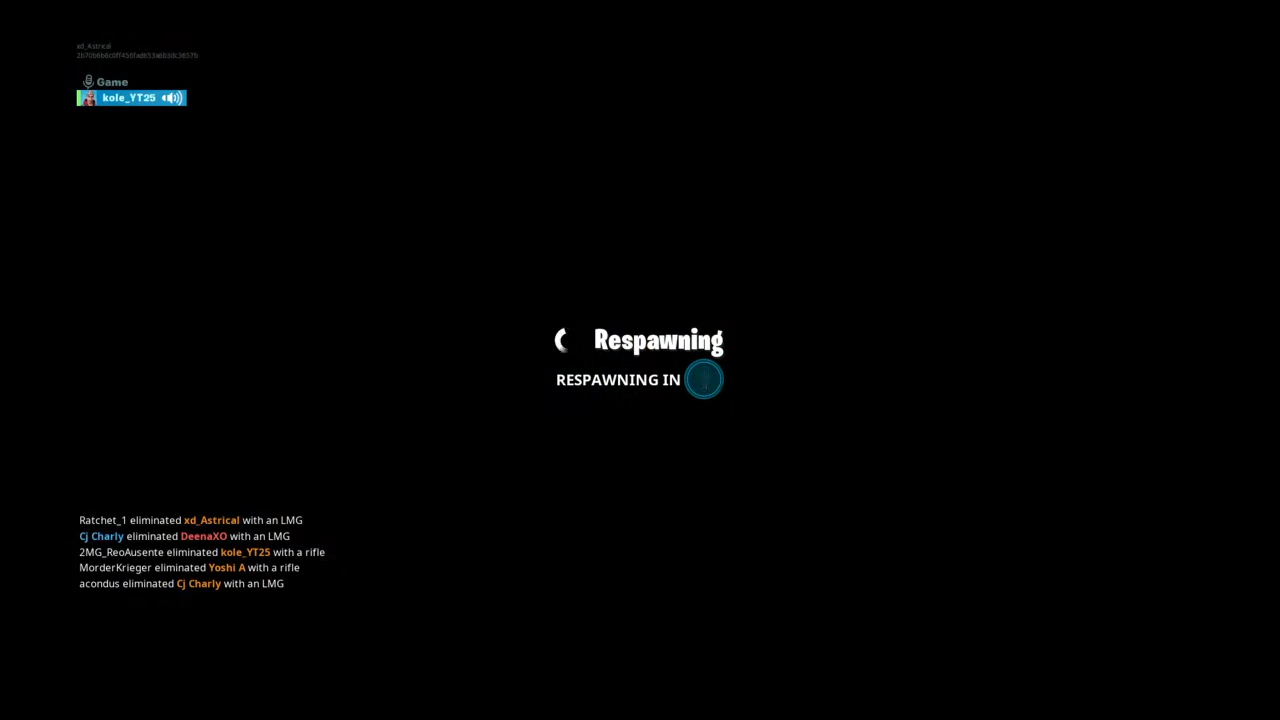 xd_Astrical
Game
kole_YT25
Respawning
RESPAWNING IN
Ratchet_1 eliminated xd_Astrical with an LMG
Cj Charly eliminated DeenaXO with an LMG
2MG_ReoAusente eliminated kole_YT25 with a rifle
MorderKrieger eliminated Yoshi A with a rifle
acondus eliminated Cj Charly with an LMG